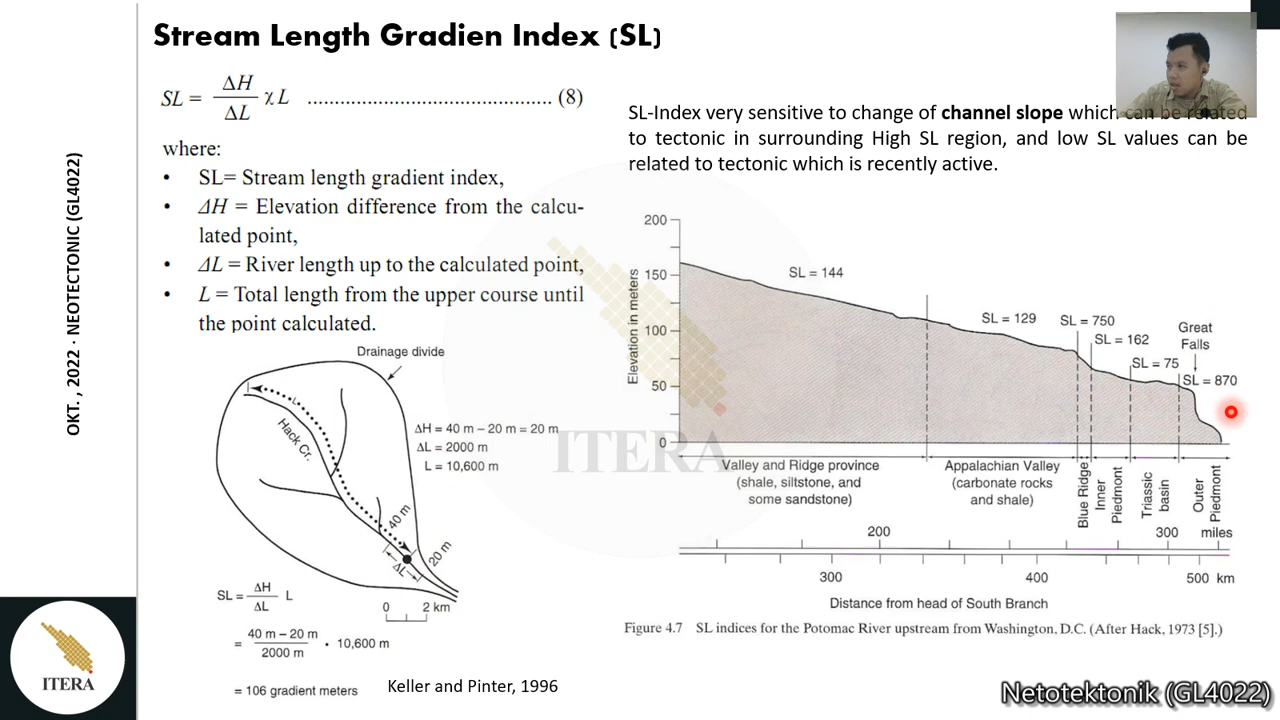 Stream Length Gradien Index (SL)
SL = ΔH / ΔL χ L ................................................ (8)
where:
• SL= Stream length gradient index,
• ΔH = Elevation difference from the calcu-
lated point,
• ΔL = River length up to the calculated point,
• L = Total length from the upper course until
the point calculated.
Drainage divide
Hack Cr.
L
ΔH = 40 m – 20 m = 20 m
ΔL = 2000 m
L = 10,600 m
40 m
20 m
ΔL
0 2 km
SL = ΔH / ΔL L
= 40 m – 20 m / 2000 m · 10,600 m
= 106 gradient meters
Keller and Pinter, 1996
SL-Index very sensitive to change of channel slope which can be related
to tectonic in surrounding High SL region, and low SL values can be
related to tectonic which is recently active.
Elevation in meters
200
150
100
50
0
SL = 144
SL = 129
SL = 750
SL = 162
SL = 75
Great
Falls
SL = 870
Valley and Ridge province
(shale, siltstone, and
some sandstone)
Appalachian Valley
(carbonate rocks
and shale)
Blue Ridge
Inner
Piedmont
Triassic
basin
Outer
Piedmont
200 300 miles
300 400 500 km
Distance from head of South Branch
Figure 4.7 SL indices for the Potomac River upstream from Washington, D.C. (After Hack, 1973 [5].)
ITERA
OKT. , 2022 · NEOTECTONIC (GL4022)
ITERA
Netotektonik (GL4022)